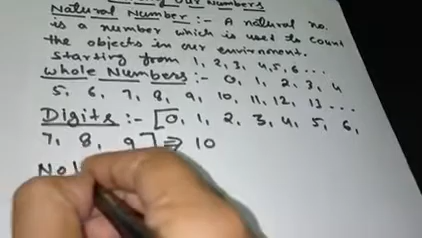 our Numbers
Natural Number :- A natural no.
is a number which is used to count
the objects in our environment.
Starting from 1, 2, 3, 4, 5, 6 ...
Whole Numbers :- 0, 1, 2, 3, 4
5, 6, 7, 8, 9, 10, 11, 12, 13 ...
Digits :- [0, 1, 2, 3, 4, 5, 6,
7, 8, 9] ⇒ 10